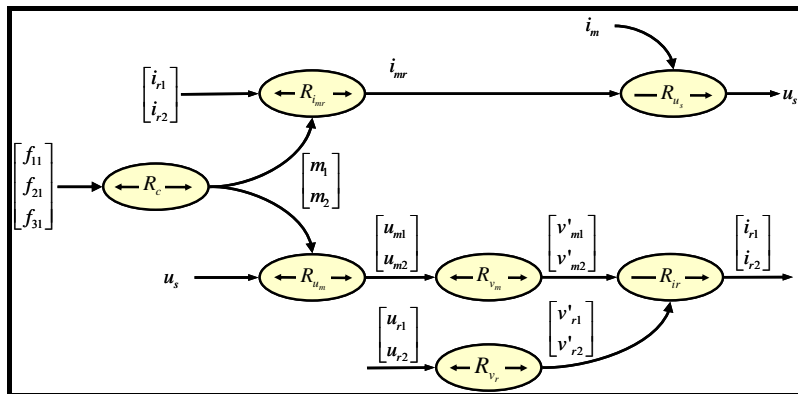 i_m
i_mr
[i_r1
i_r2]
R_imr
R_us
u_s
[f_11
f_21
f_31]
R_c
[m_1
m_2]
[u_m1
u_m2]
[v'_m1
v'_m2]
[i_r1
i_r2]
u_s
R_um
R_vm
R_ir
[u_r1
u_r2]
[v'_r1
v'_r2]
R_vr